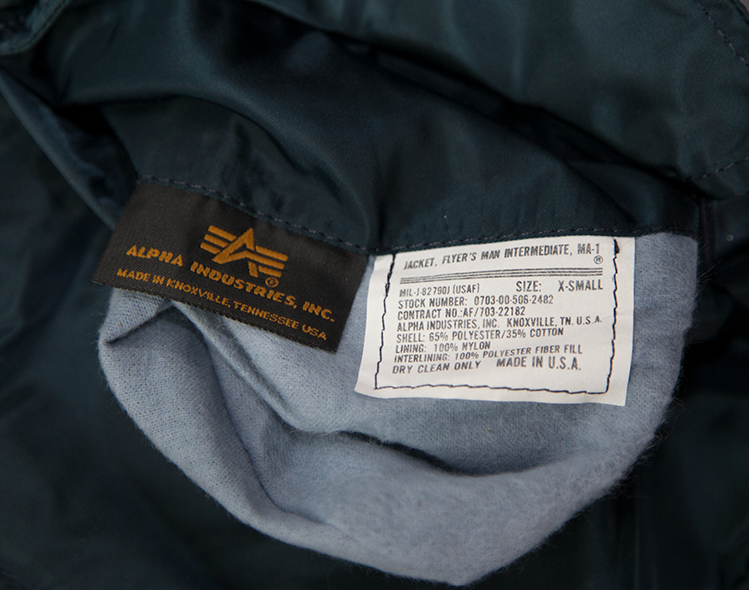 ALPHA INDUSTRIES, INC.
®
MADE IN KNOXVILLE, TENNESSEE USA
JACKET, FLYER'S MAN INTERMEDIATE, MA-1
®
MIL-J-82790J (USAF) SIZE: X-SMALL
STOCK NUMBER: 0703-00-506-2482
CONTRACT NO.:AF/703-22182
ALPHA INDUSTRIES, INC. KNOXVILLE, TN. U.S.A.
SHELL: 65% POLYESTER/35% COTTON
LINING: 100% NYLON
INTERLINING: 100% POLYESTER FIBER FILL
DRY CLEAN ONLY MADE IN U.S.A.